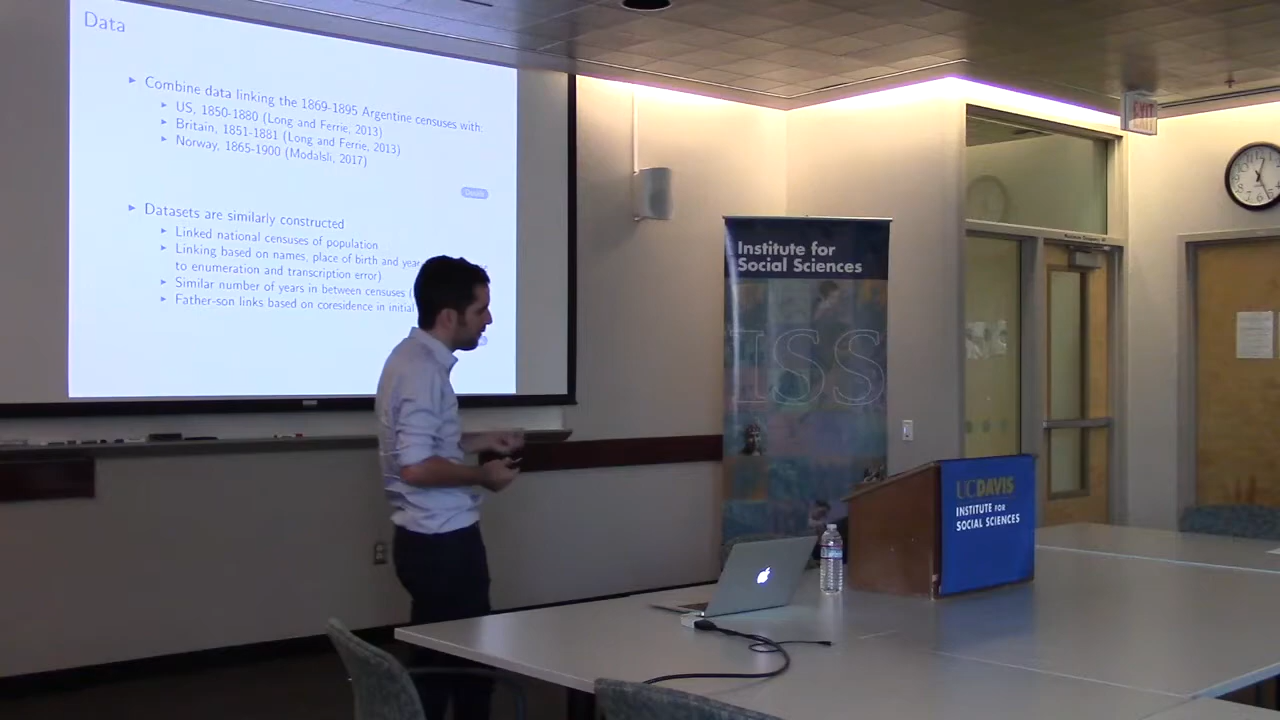 Data
▸ Combine data linking the 1869-1895 Argentine censuses with:
▸ US, 1850-1880 (Long and Ferrie, 2013)
▸ Britain, 1851-1881 (Long and Ferrie, 2013)
▸ Norway, 1865-1900 (Modalsli, 2017)
Details
▸ Datasets are similarly constructed
▸ Linked national censuses of population
▸ Linking based on names, place of birth and year
to enumeration and transcription error)
▸ Similar number of years in between censuses (
▸ Father-son links based on coresidence in initial
Institute for
Social Sciences
ISS
EXIT
UCDAVIS
INSTITUTE FOR
SOCIAL SCIENCES